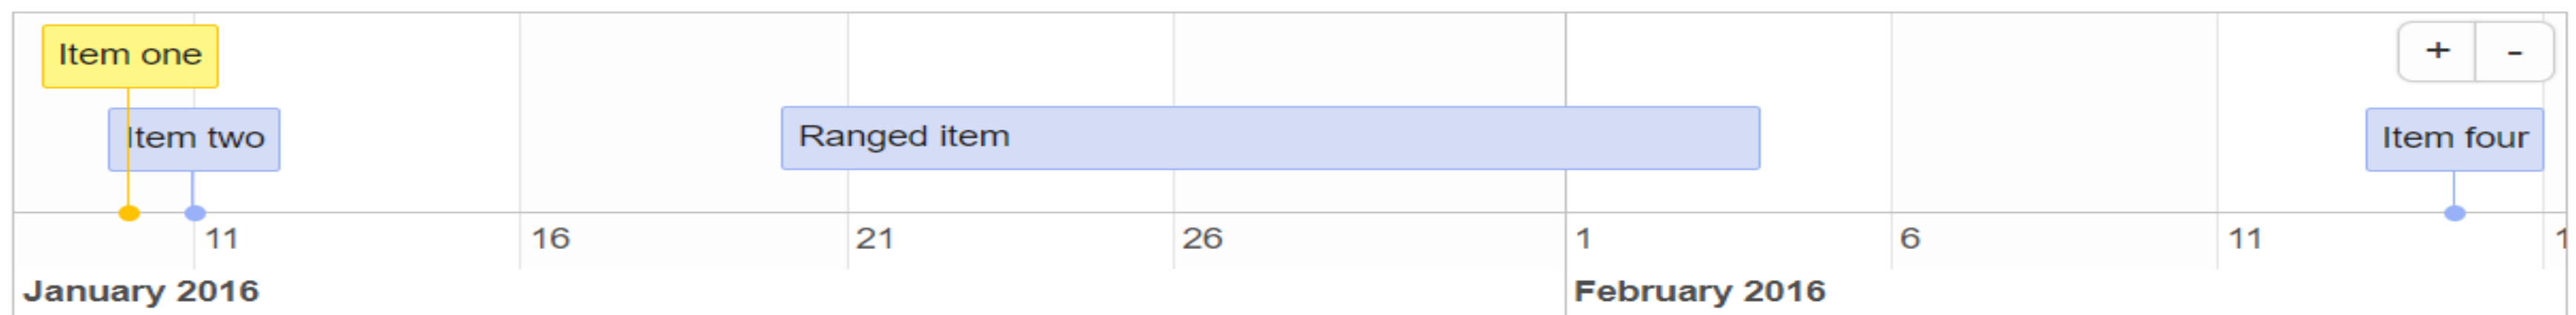 Item one
+ -
Item two
Ranged item
Item four
11 16 21 26 1 6 11
January 2016 February 2016